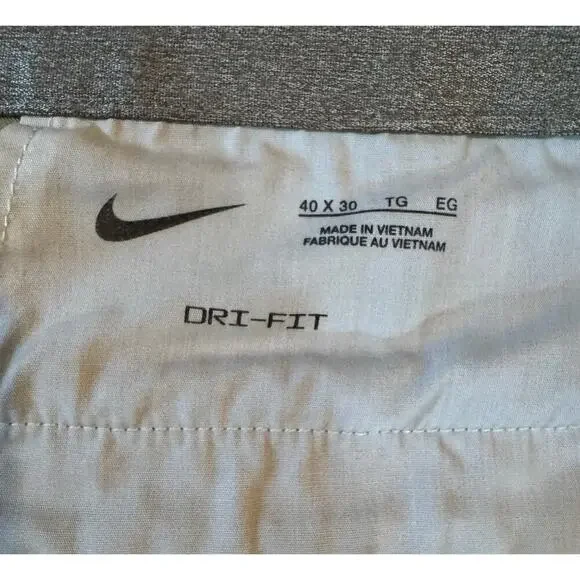 40 X 30 TG EG
MADE IN VIETNAM
FABRIQUE AU VIETNAM
DRI-FIT